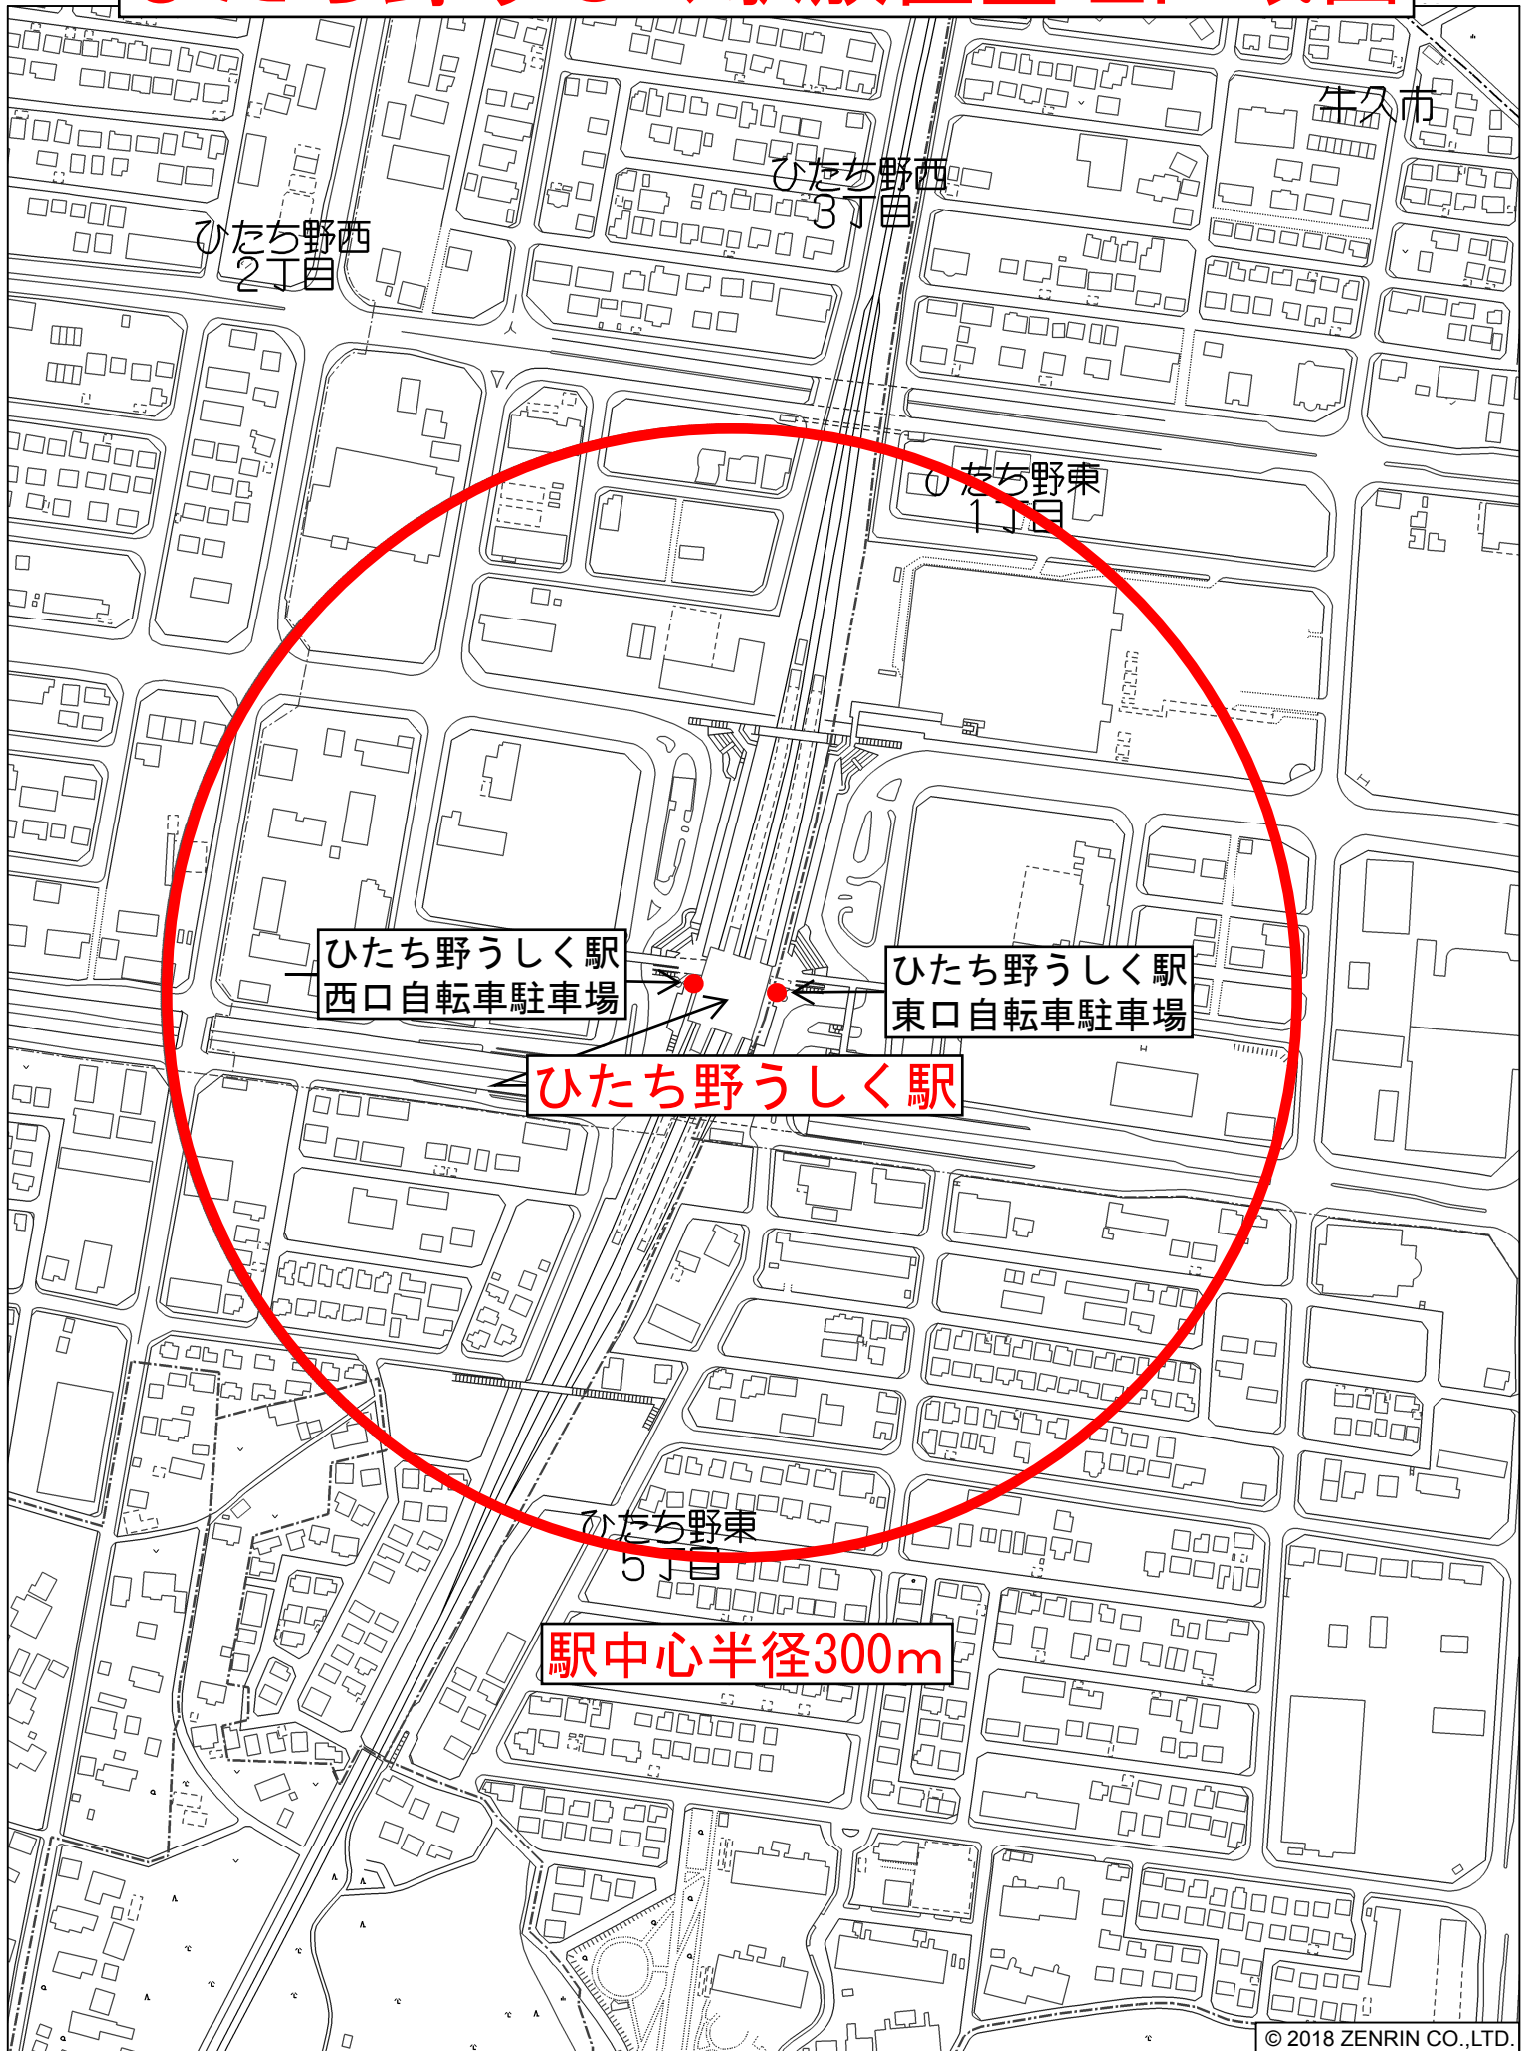 牛久市
ひたち野西
3丁目
ひたち野西
2丁目
ひたち野東
1丁目
ひたち野うしく駅
西口自転車駐車場
ひたち野うしく駅
東口自転車駐車場
ひたち野うしく駅
ひたち野東
5丁目
駅中心半径300m
© 2018 ZENRIN CO.,LTD.